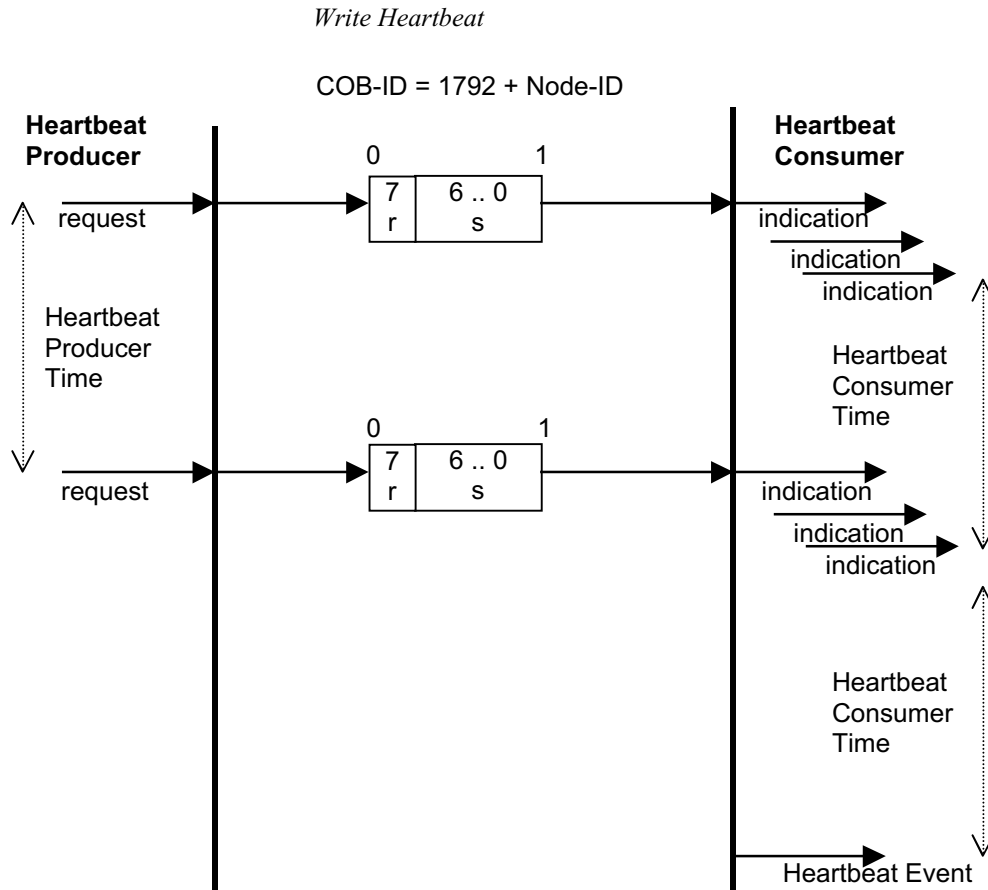 Write Heartbeat
COB-ID = 1792 + Node-ID
Heartbeat
Producer
Heartbeat
Consumer
0 1
7 6 .. 0
r s
request
indication
indication
indication
Heartbeat
Producer
Time
Heartbeat
Consumer
Time
0 1
7 6 .. 0
r s
request
indication
indication
indication
Heartbeat
Consumer
Time
Heartbeat Event